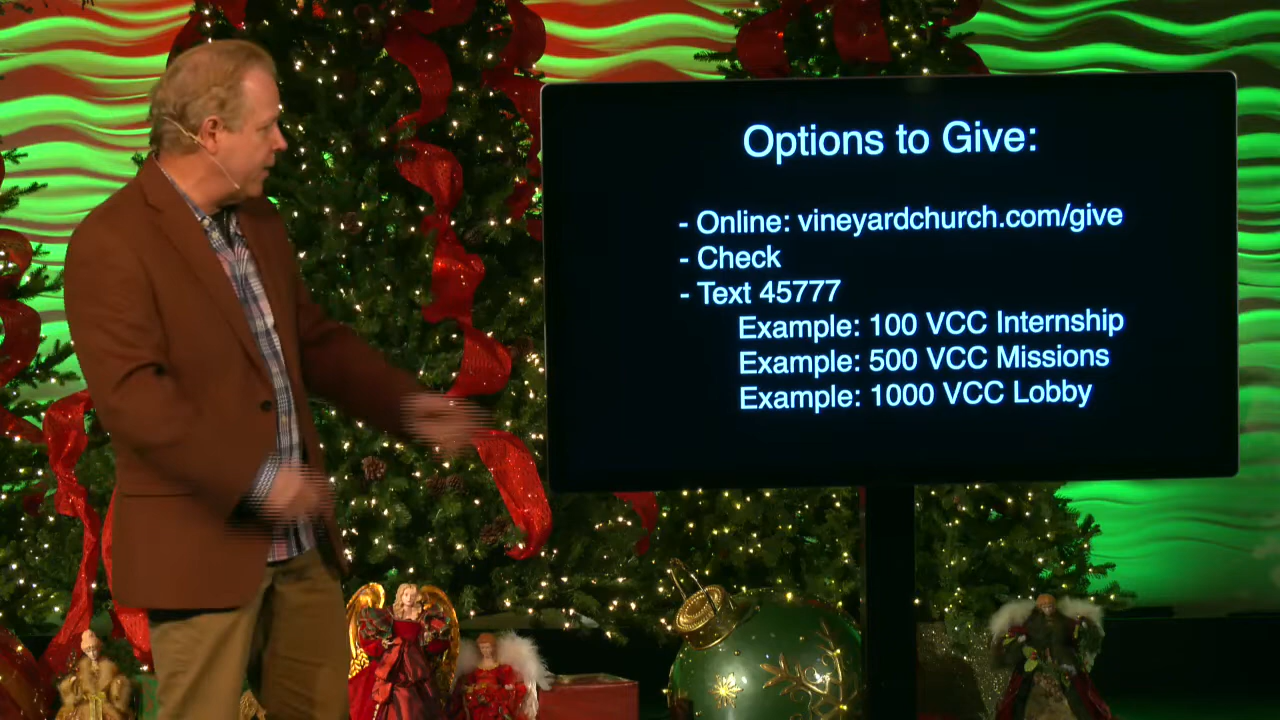 Options to Give:
- Online: vineyardchurch.com/give
- Check
- Text 45777
Example: 100 VCC Internship
Example: 500 VCC Missions
Example: 1000 VCC Lobby